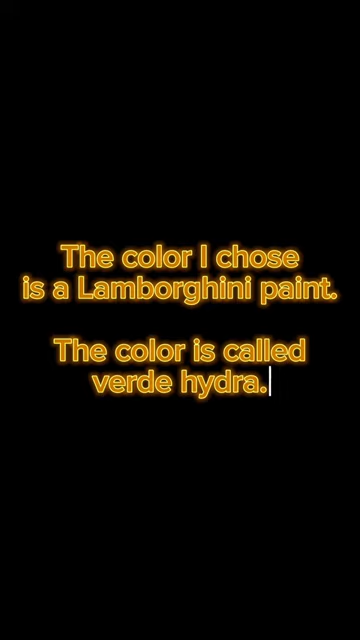 The color I chose
is a Lamborghini paint.
The color is called
verde hydra.